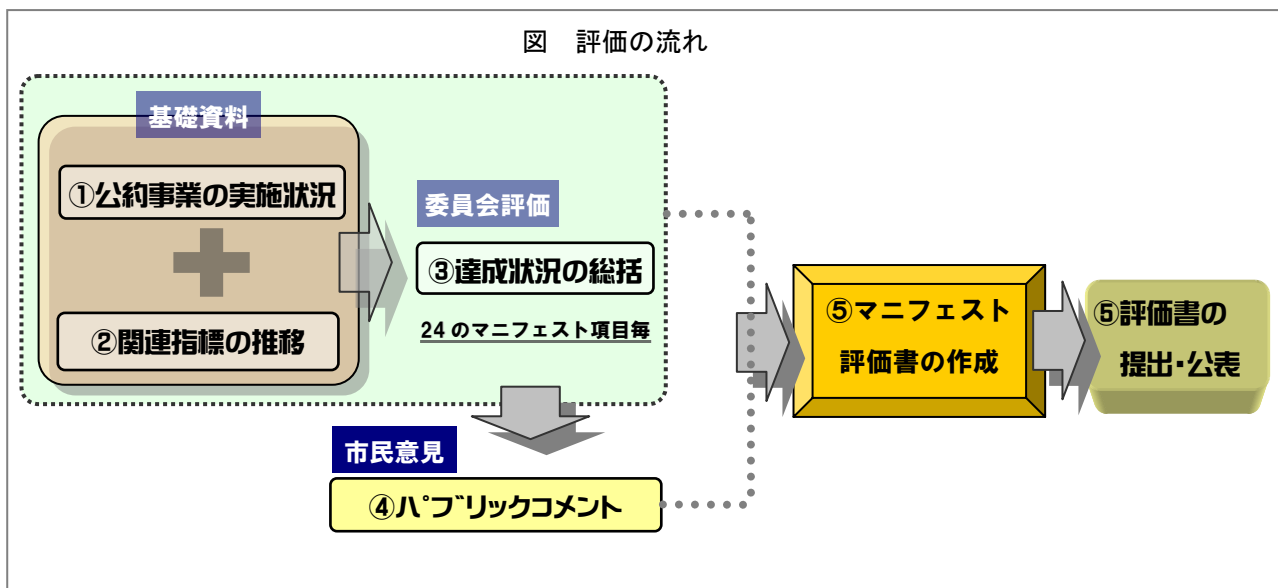 図 評価の流れ
基礎資料
①公約事業の実施状況
②関連指標の推移
委員会評価
③達成状況の総括
24 のマニフェスト項目毎
市民意見
④ハ゜フ゛リックコメント
⑤マニフェスト
評価書の作成
⑤評価書の
提出・公表